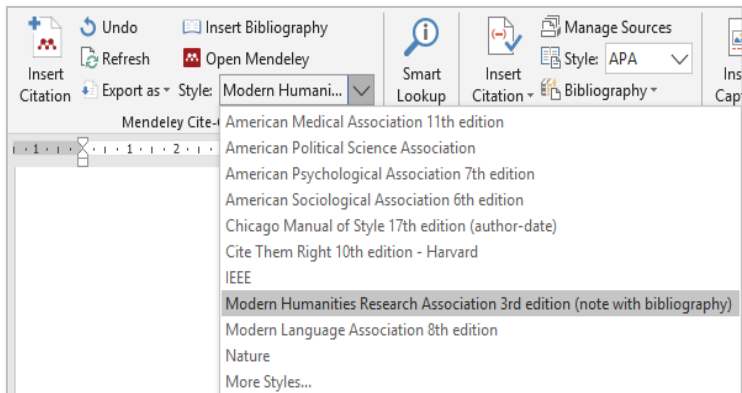 Undo
Insert Bibliography
Refresh
Open Mendeley
Insert Citation
Export as
Style: Modern Humani...
Mendeley Cite-
Smart Lookup
Insert Citation
Manage Sources
Style: APA
Bibliography
Ins
Cap
1 1 2
American Medical Association 11th edition
American Political Science Association
American Psychological Association 7th edition
American Sociological Association 6th edition
Chicago Manual of Style 17th edition (author-date)
Cite Them Right 10th edition - Harvard
IEEE
Modern Humanities Research Association 3rd edition (note with bibliography)
Modern Language Association 8th edition
Nature
More Styles...